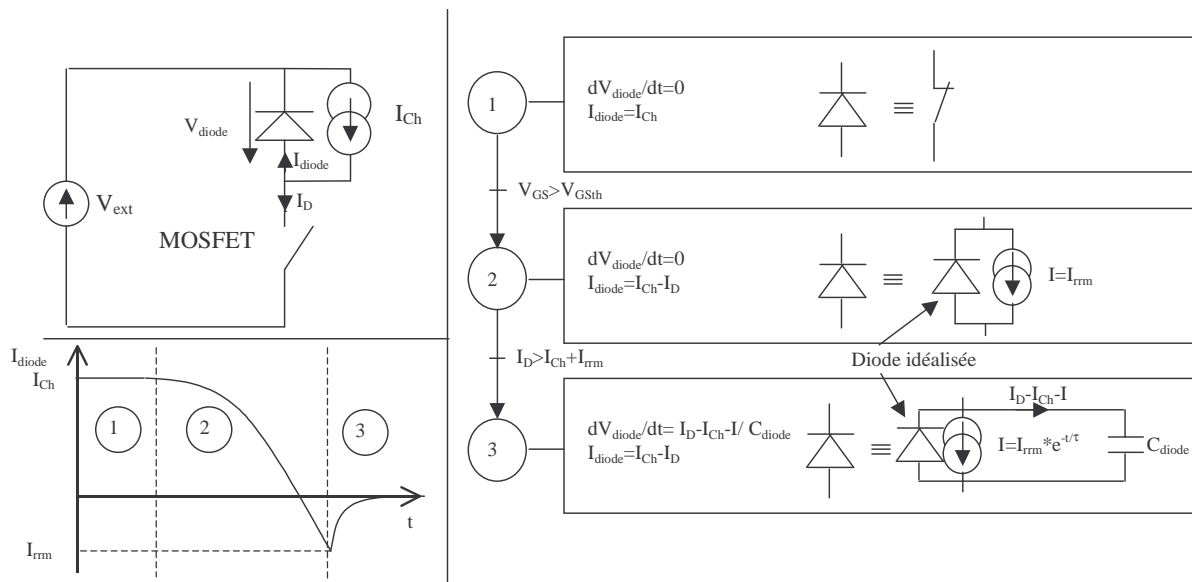 V_diode
I_Ch
I_diode
V_ext
I_D
MOSFET
I_diode
I_Ch
1
2
3
t
I_rrm
1
dV_diode/dt=0
I_diode=I_Ch
≡
V_GS>V_GSth
2
dV_diode/dt=0
I_diode=I_Ch-I_D
≡
I=I_rrm
I_D>I_Ch+I_rrm
Diode idéalisée
3
dV_diode/dt= I_D-I_Ch-I/ C_diode
I_diode=I_Ch-I_D
≡
I_D-I_Ch-I
I=I_rrm*e^-t/τ
C_diode